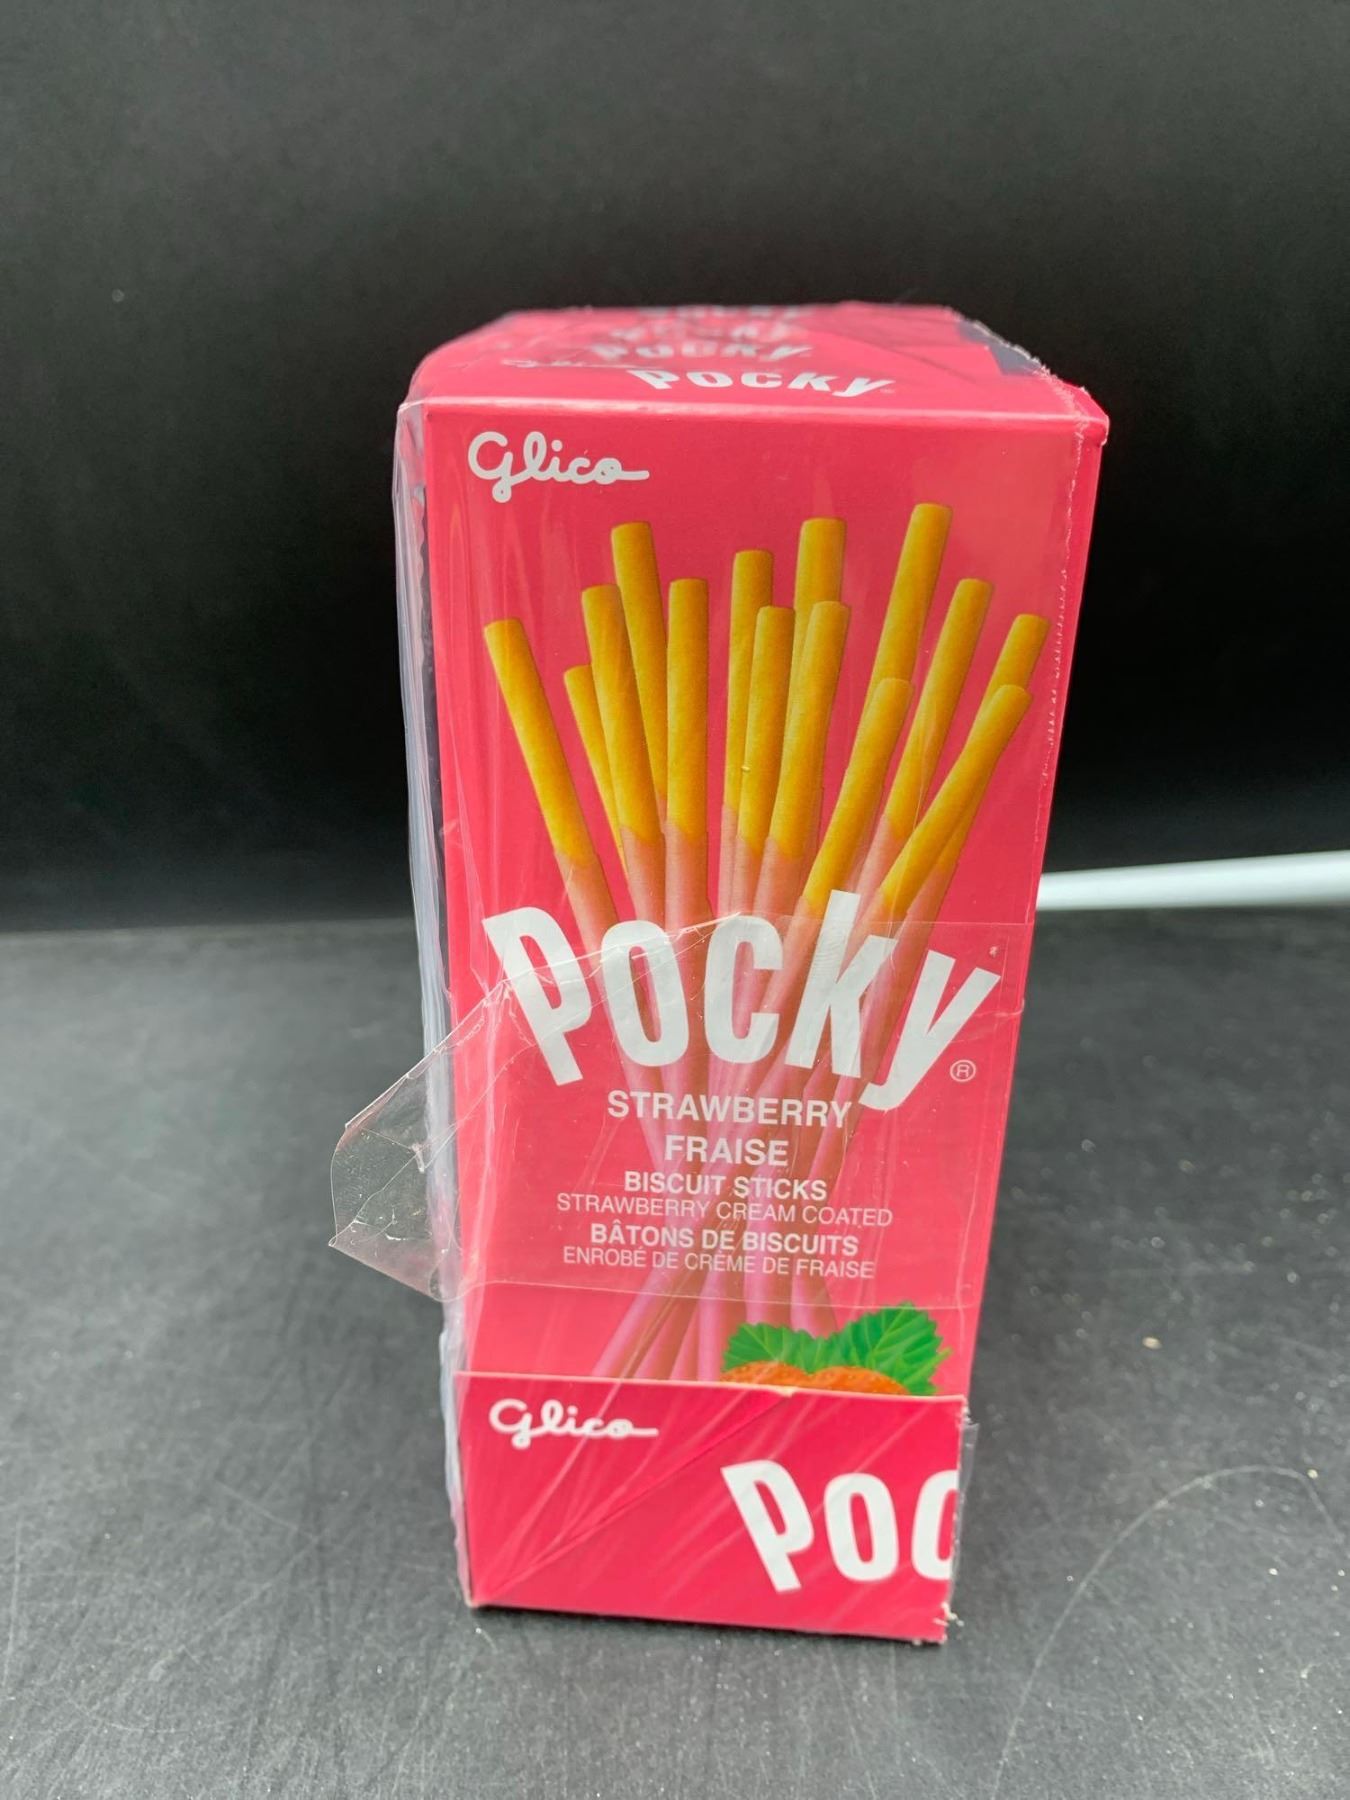 Pocky
Pocky
Glico
Pocky®
STRAWBERRY
FRAISE
BISCUIT STICKS
STRAWBERRY CREAM COATED
BÂTONS DE BISCUITS
ENROBÉ DE CRÈME DE FRAISE
Glico
Poc